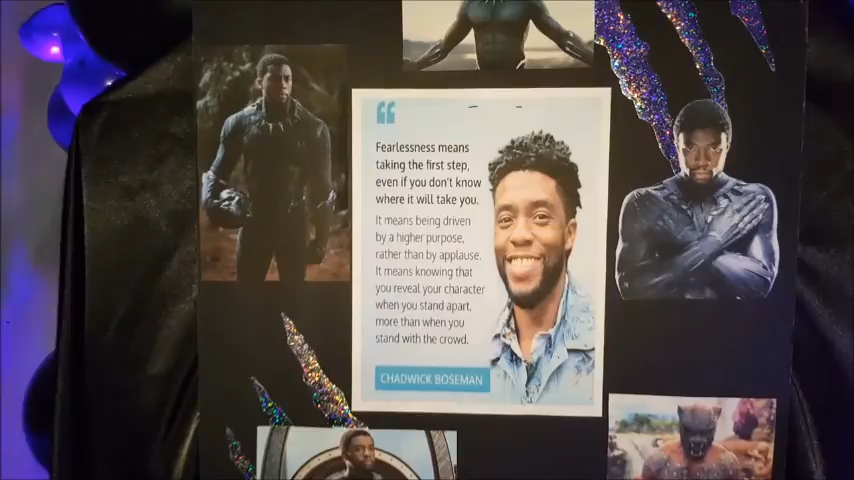 Fearlessness means
taking the first step,
even if you don't know
where it will take you.
It means being driven
by a higher purpose,
rather than by applause.
It means knowing that
you reveal your character
when you stand apart,
more than when you
stand with the crowd.
CHADWICK BOSEMAN